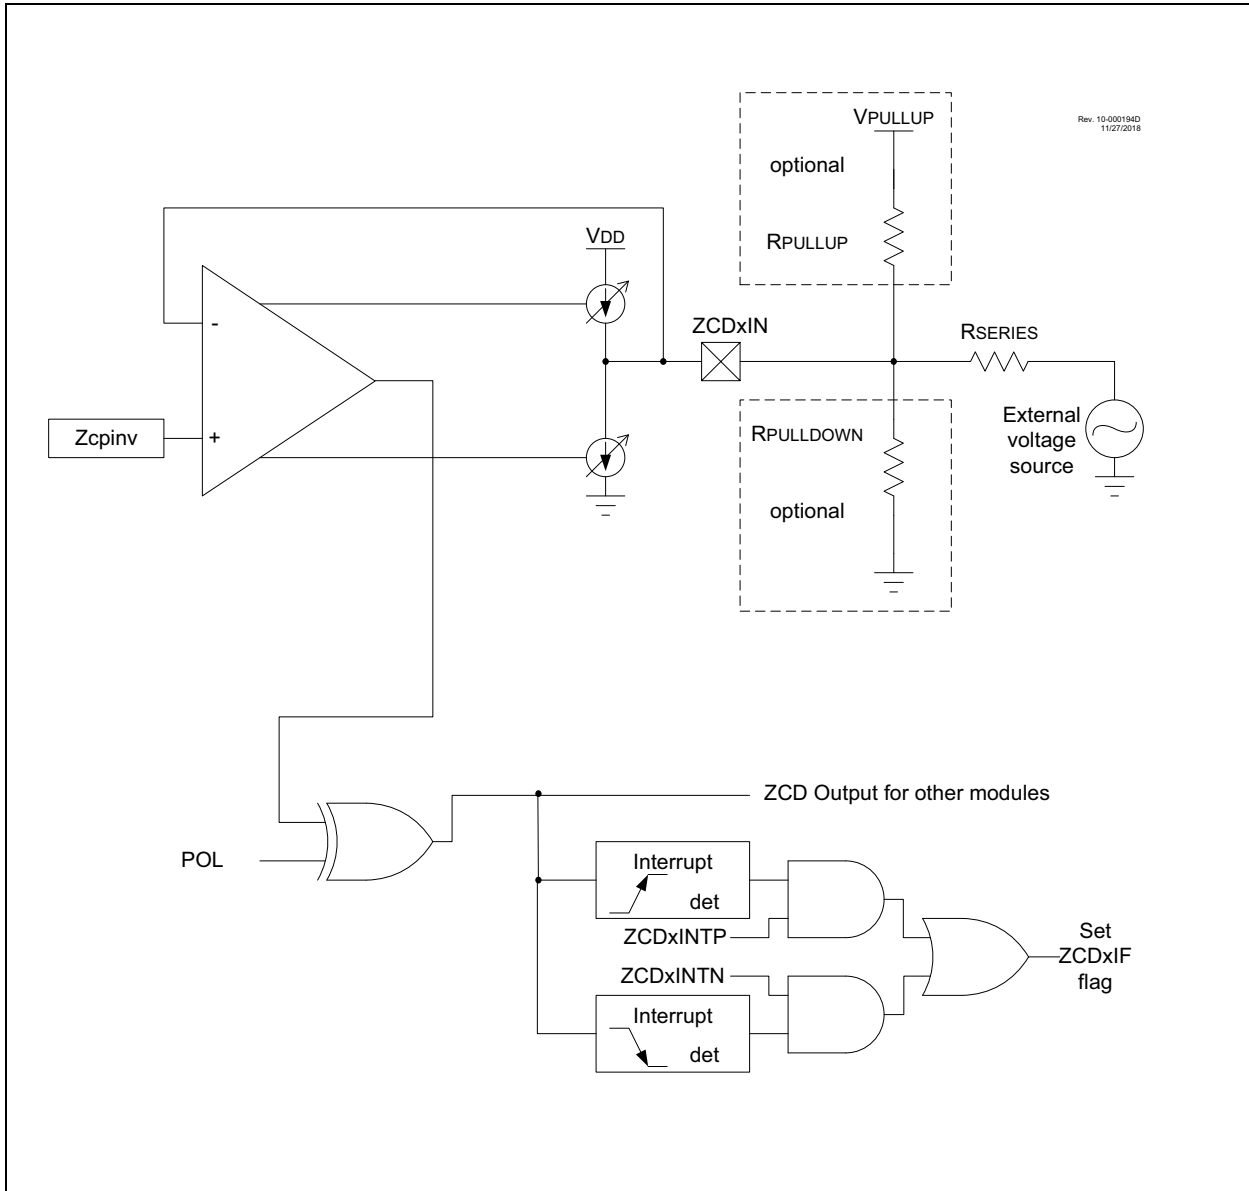 VPULLUP
Rev. 10-000194D
11/27/2018
optional
RPULLUP
VDD
-
ZCDxIN
RSERIES
Zcpinv
+
RPULLDOWN
External
voltage
source
optional
ZCD Output for other modules
POL
Interrupt
det
ZCDxINTP
Set
ZCDxIF
flag
ZCDxINTN
Interrupt
det